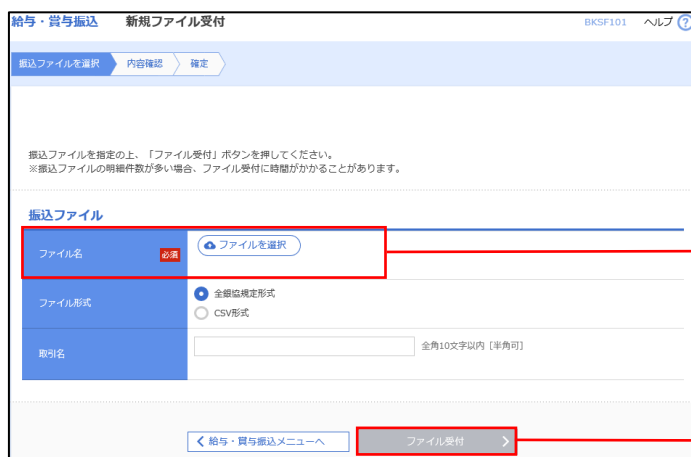 給与・賞与振込 新規ファイル受付 BKSF101 ヘルプ ?
振込ファイルを選択 内容確認 確定
振込ファイルを指定の上、「ファイル受付」ボタンを押してください。
※振込ファイルの明細件数が多い場合、ファイル受付に時間がかかることがあります。
振込ファイル
ファイル名 必須 ファイルを選択
ファイル形式 全銀協規定形式
CSV形式
取引名 全角10文字以内 [半角可]
給与・賞与振込メニューへ ファイル受付